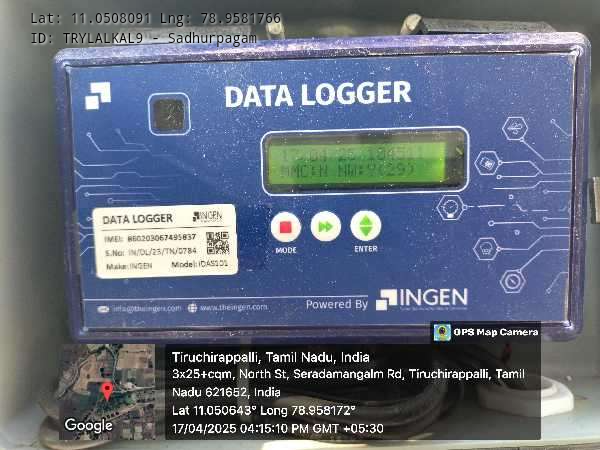 Lat: 11.0508091 Lng: 78.9581766
ID: TRYLALKAL9 - Sadhurpagam
DATA LOGGER
NW:Y(29)
DATA LOGGER INGEN
IMEI: 860203067495837
S.No: IN/DL/23/TN/0784
Make: INGEN Model: IDAS101
MODE
ENTER
info@theingen.com www.theingen.com
Powered By INGEN
GPS Map Camera
Tiruchirappalli, Tamil Nadu, India
3x25+cqm, North St, Seradamangalm Rd, Tiruchirappalli, Tamil
Nadu 621652, India
Lat 11.050643° Long 78.958172°
17/04/2025 04:15:10 PM GMT +05:30
Google